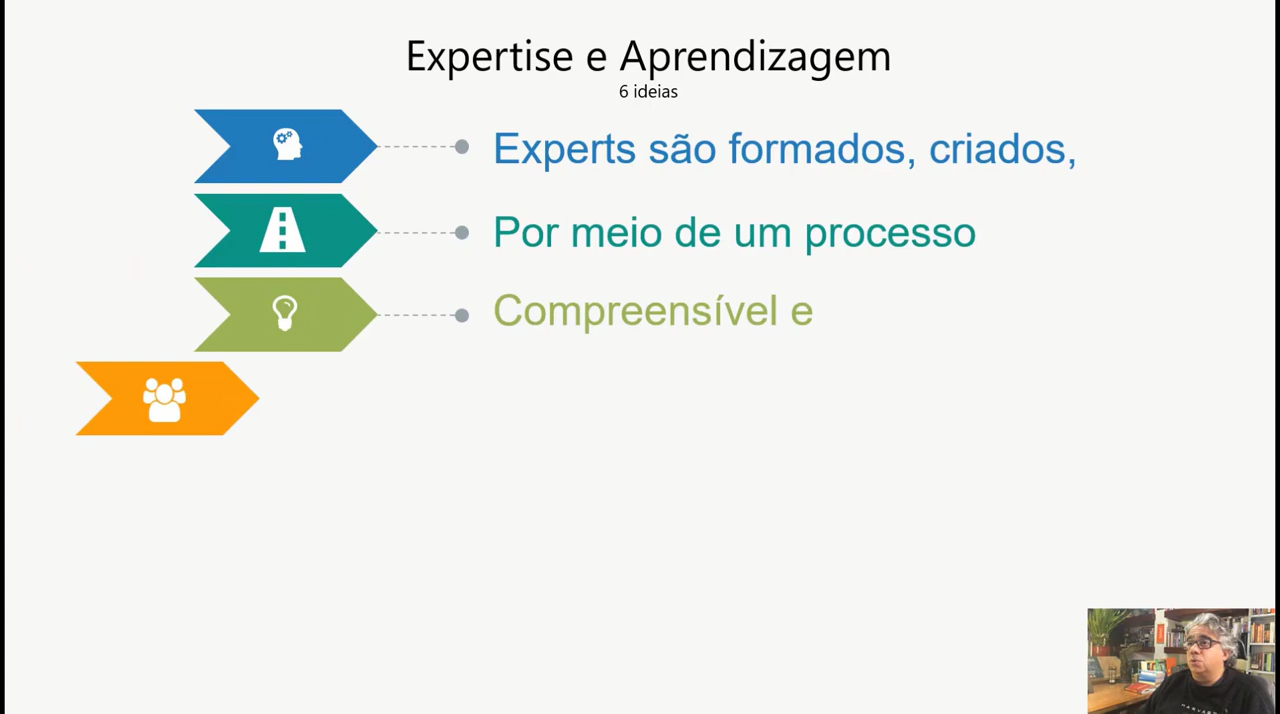 Expertise e Aprendizagem
6 ideias
Experts são formados, criados,
Por meio de um processo
Compreensível e